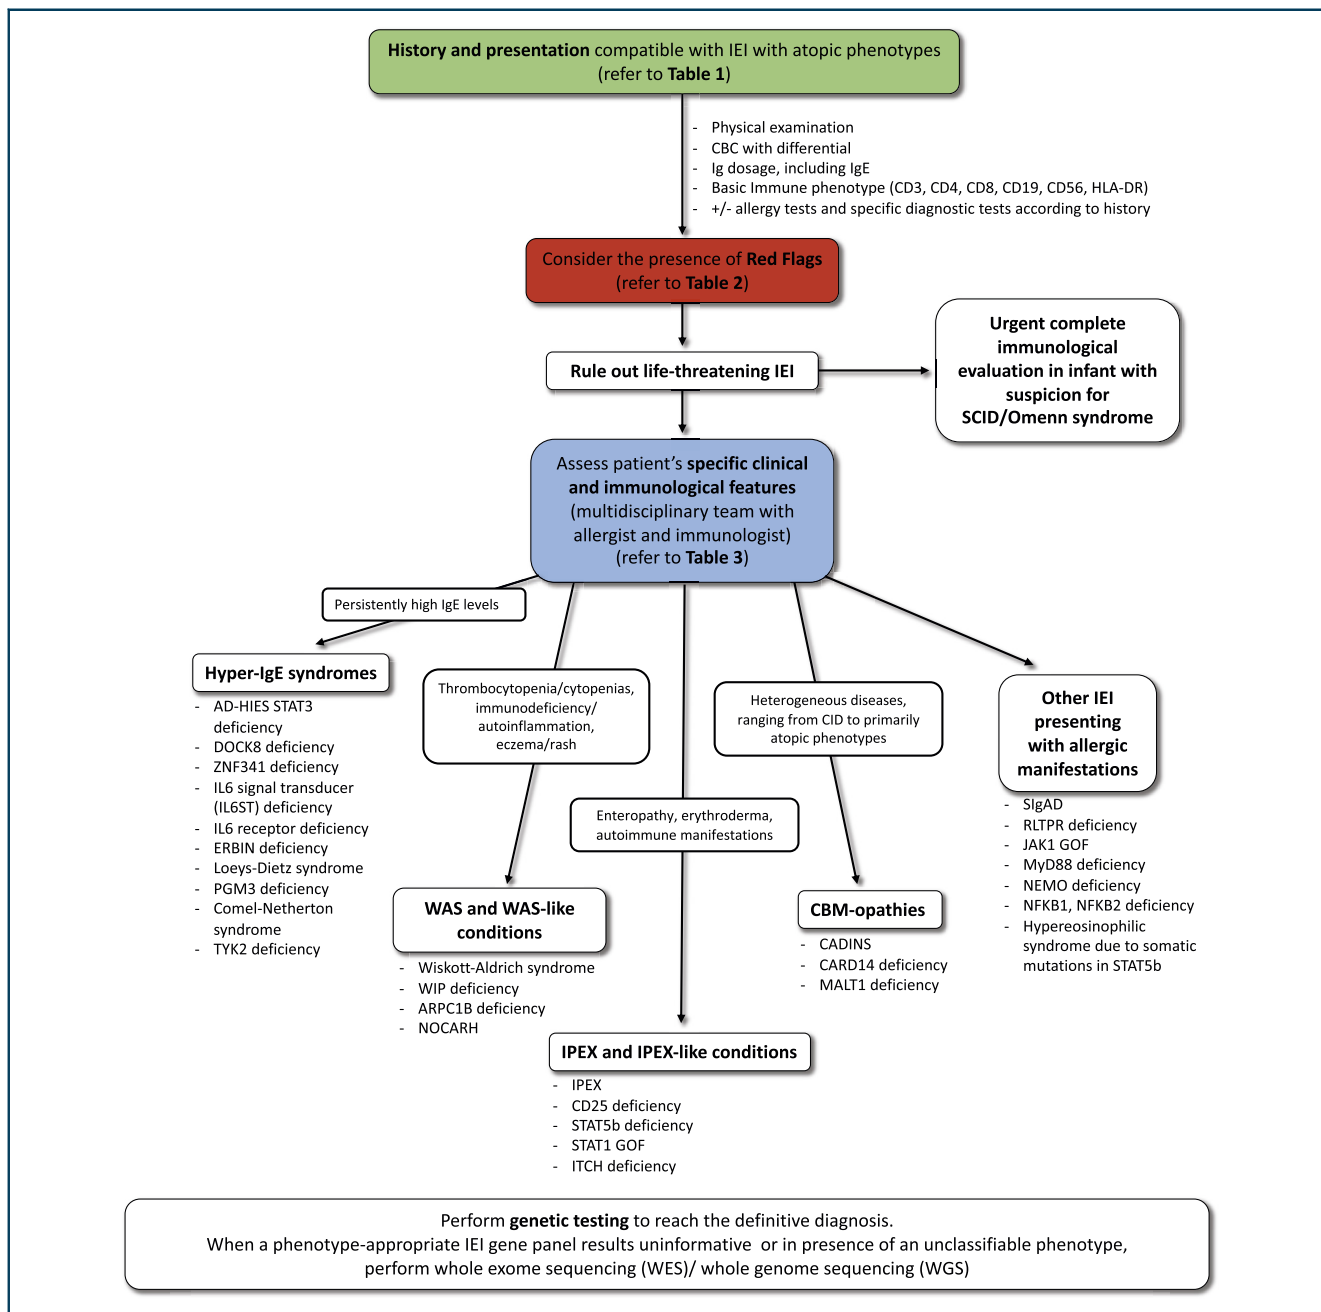 History and presentation compatible with IEI with atopic phenotypes
(refer to Table 1)
- Physical examination
- CBC with differential
- Ig dosage, including IgE
- Basic Immune phenotype (CD3, CD4, CD8, CD19, CD56, HLA-DR)
- +/- allergy tests and specific diagnostic tests according to history
Consider the presence of Red Flags
(refer to Table 2)
Rule out life-threatening IEI
Urgent complete
immunological
evaluation in infant with
suspicion for
SCID/Omenn syndrome
Assess patient's specific clinical
and immunological features
(multidisciplinary team with
allergist and immunologist)
(refer to Table 3)
Persistently high IgE levels
Hyper-IgE syndromes
- AD-HIES STAT3
deficiency
- DOCK8 deficiency
- ZNF341 deficiency
- IL6 signal transducer
(IL6ST) deficiency
- IL6 receptor deficiency
- ERBIN deficiency
- Loeys-Dietz syndrome
- PGM3 deficiency
- Comel-Netherton
syndrome
- TYK2 deficiency
Thrombocytopenia/cytopenias,
immunodeficiency/
autoinflammation,
eczema/rash
WAS and WAS-like
conditions
- Wiskott-Aldrich syndrome
- WIP deficiency
- ARPC1B deficiency
- NOCARH
Enteropathy, erythroderma,
autoimmune manifestations
IPEX and IPEX-like conditions
- IPEX
- CD25 deficiency
- STAT5b deficiency
- STAT1 GOF
- ITCH deficiency
Heterogeneous diseases,
ranging from CID to primarily
atopic phenotypes
CBM-opathies
- CADINS
- CARD14 deficiency
- MALT1 deficiency
Other IEI
presenting
with allergic
manifestations
- SIgAD
- RLTPR deficiency
- JAK1 GOF
- MyD88 deficiency
- NEMO deficiency
- NFKB1, NFKB2 deficiency
- Hypereosinophilic
syndrome due to somatic
mutations in STAT5b
Perform genetic testing to reach the definitive diagnosis.
When a phenotype-appropriate IEI gene panel results uninformative or in presence of an unclassifiable phenotype,
perform whole exome sequencing (WES)/ whole genome sequencing (WGS)